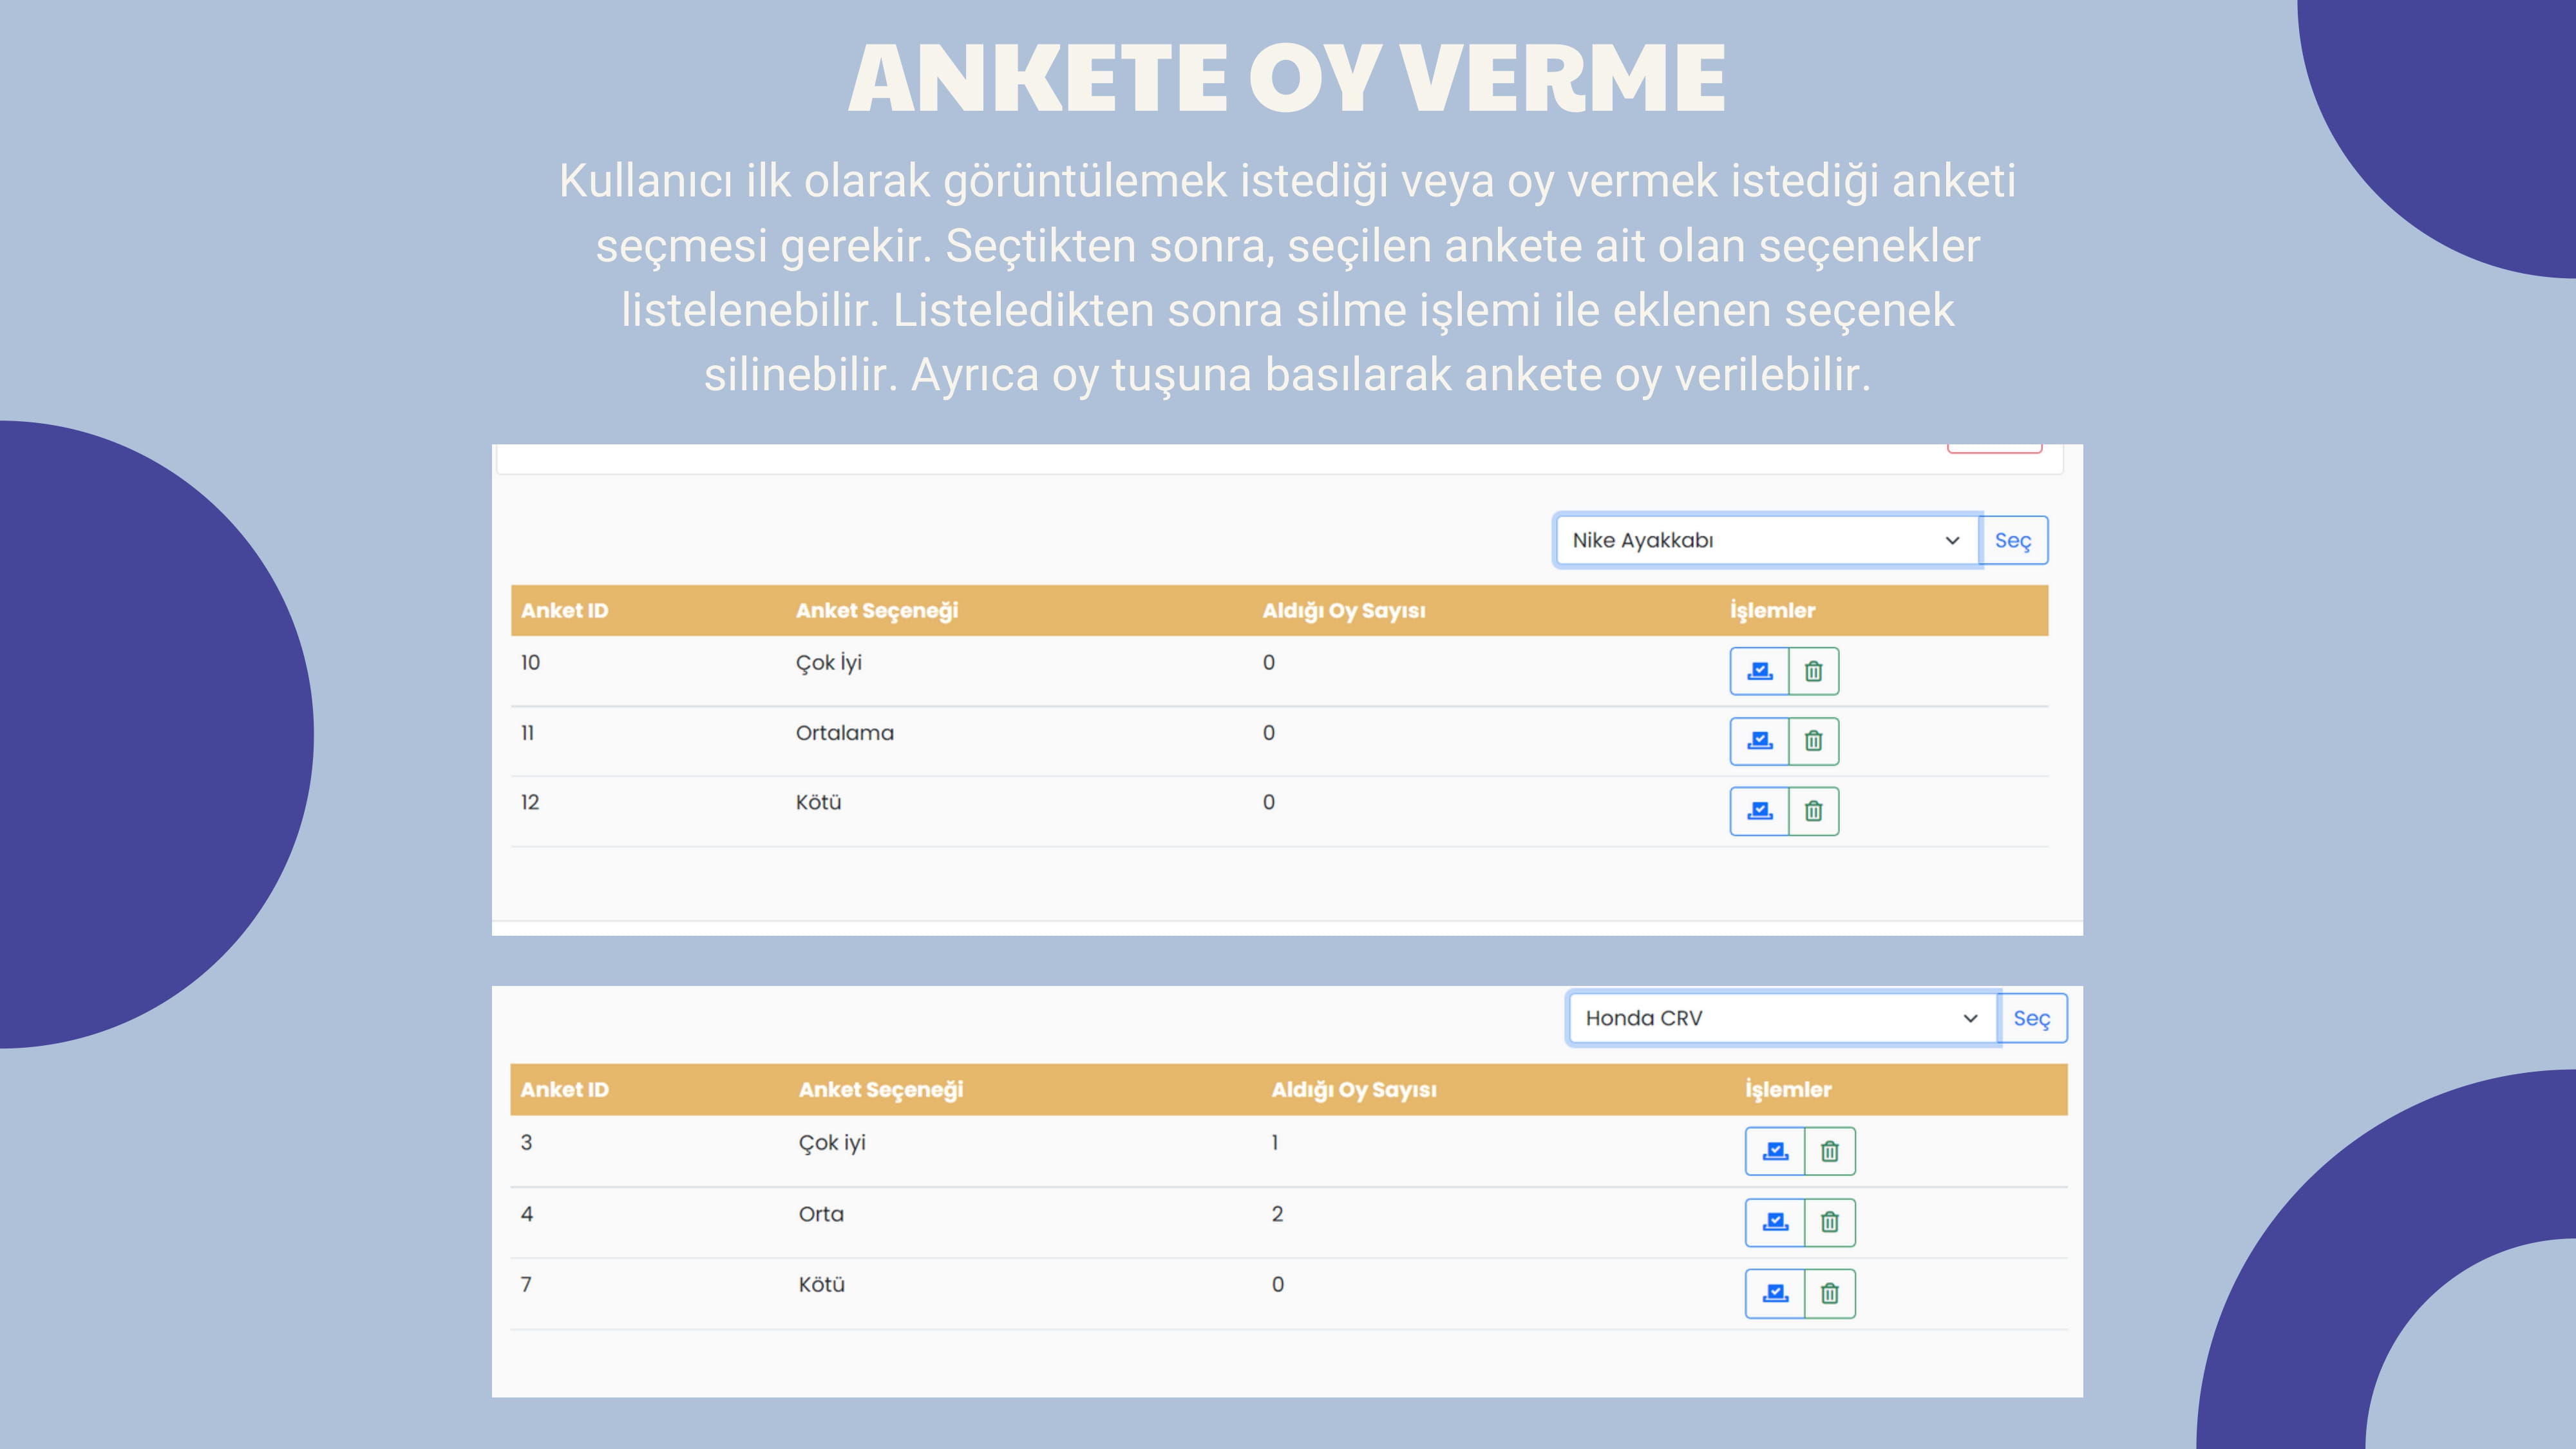 ANKETE OY VERME
Kullanıcı ilk olarak görüntülemek istediği veya oy vermek istediği anketi
seçmesi gerekir. Seçtikten sonra, seçilen ankete ait olan seçenekler
listelenebilir. Listeledikten sonra silme işlemi ile eklenen seçenek
silinebilir. Ayrıca oy tuşuna basılarak ankete oy verilebilir.
Nike Ayakkabı Seç
Anket ID Anket Seçeneği Aldığı Oy Sayısı İşlemler
10 Çok İyi 0
11 Ortalama 0
12 Kötü 0
Honda CRV Seç
Anket ID Anket Seçeneği Aldığı Oy Sayısı İşlemler
3 Çok iyi 1
4 Orta 2
7 Kötü 0